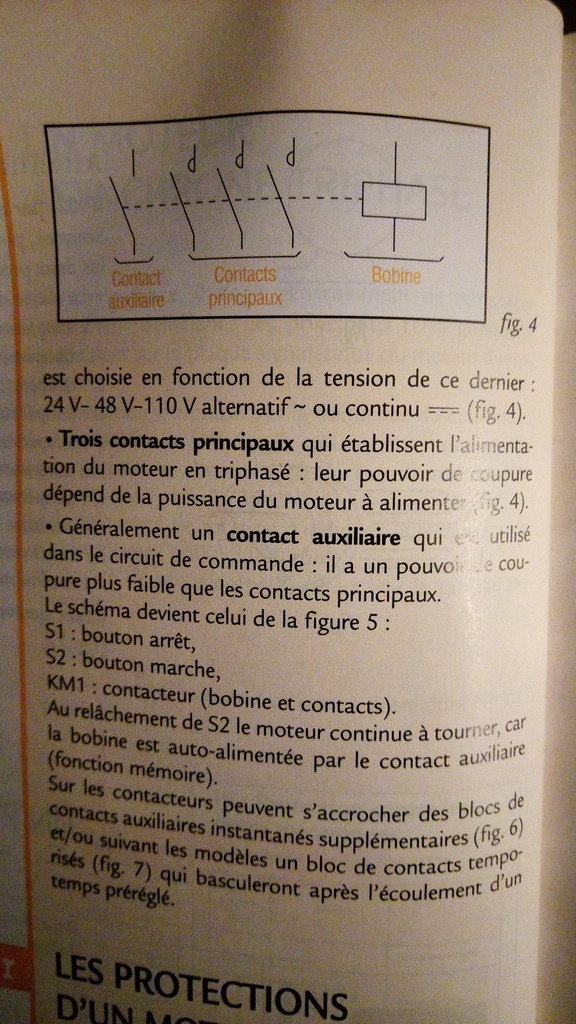 Contact
auxiliaire
Contacts
principaux
Bobine
fig. 4
est choisie en fonction de la tension de ce dernier :
24 V– 48 V–110 V alternatif ~ ou continu ⎓ (fig. 4).
• Trois contacts principaux qui établissent l'alimenta-
tion du moteur en triphasé : leur pouvoir de coupure
dépend de la puissance du moteur à alimenter (fig. 4).
• Généralement un contact auxiliaire qui est utilisé
dans le circuit de commande : il a un pouvoir de cou-
pure plus faible que les contacts principaux.
Le schéma devient celui de la figure 5 :
S1 : bouton arrêt,
S2 : bouton marche,
KM1 : contacteur (bobine et contacts).
Au relâchement de S2 le moteur continue à tourner, car
la bobine est auto-alimentée par le contact auxiliaire
(fonction mémoire).
Sur les contacteurs peuvent s'accrocher des blocs de
contacts auxiliaires instantanés supplémentaires (fig. 6)
et/ou suivant les modèles un bloc de contacts tempo-
risés (fig. 7) qui basculeront après l'écoulement d'un
temps préréglé.
LES PROTECTIONS
D'UN